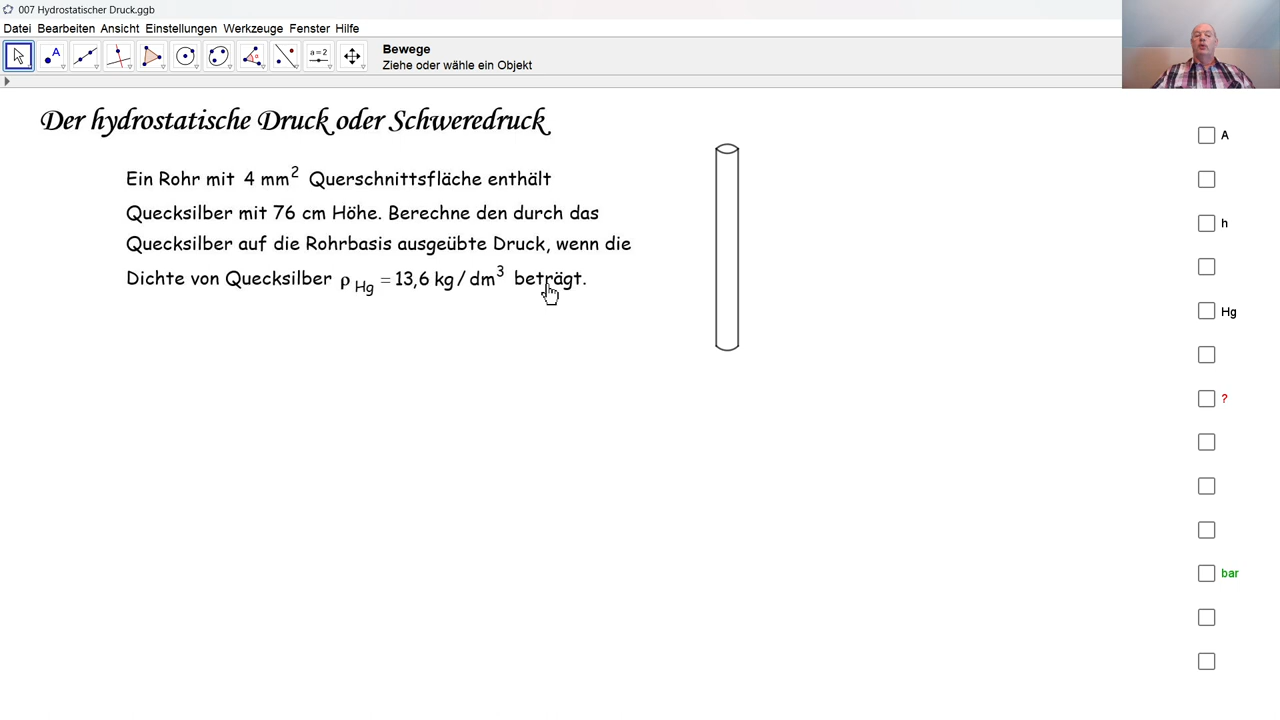 007 Hydrostatischer Druck.ggb
Datei Bearbeiten Ansicht Einstellungen Werkzeuge Fenster Hilfe
A
a=2
Bewege
Ziehe oder wähle ein Objekt
Der hydrostatische Druck oder Schweredruck
Ein Rohr mit 4 mm² Querschnittsfläche enthält
Quecksilber mit 76 cm Höhe. Berechne den durch das
Quecksilber auf die Rohrbasis ausgeübte Druck, wenn die
Dichte von Quecksilber ρ Hg = 13,6 kg / dm³ beträgt.
A
h
Hg
?
bar